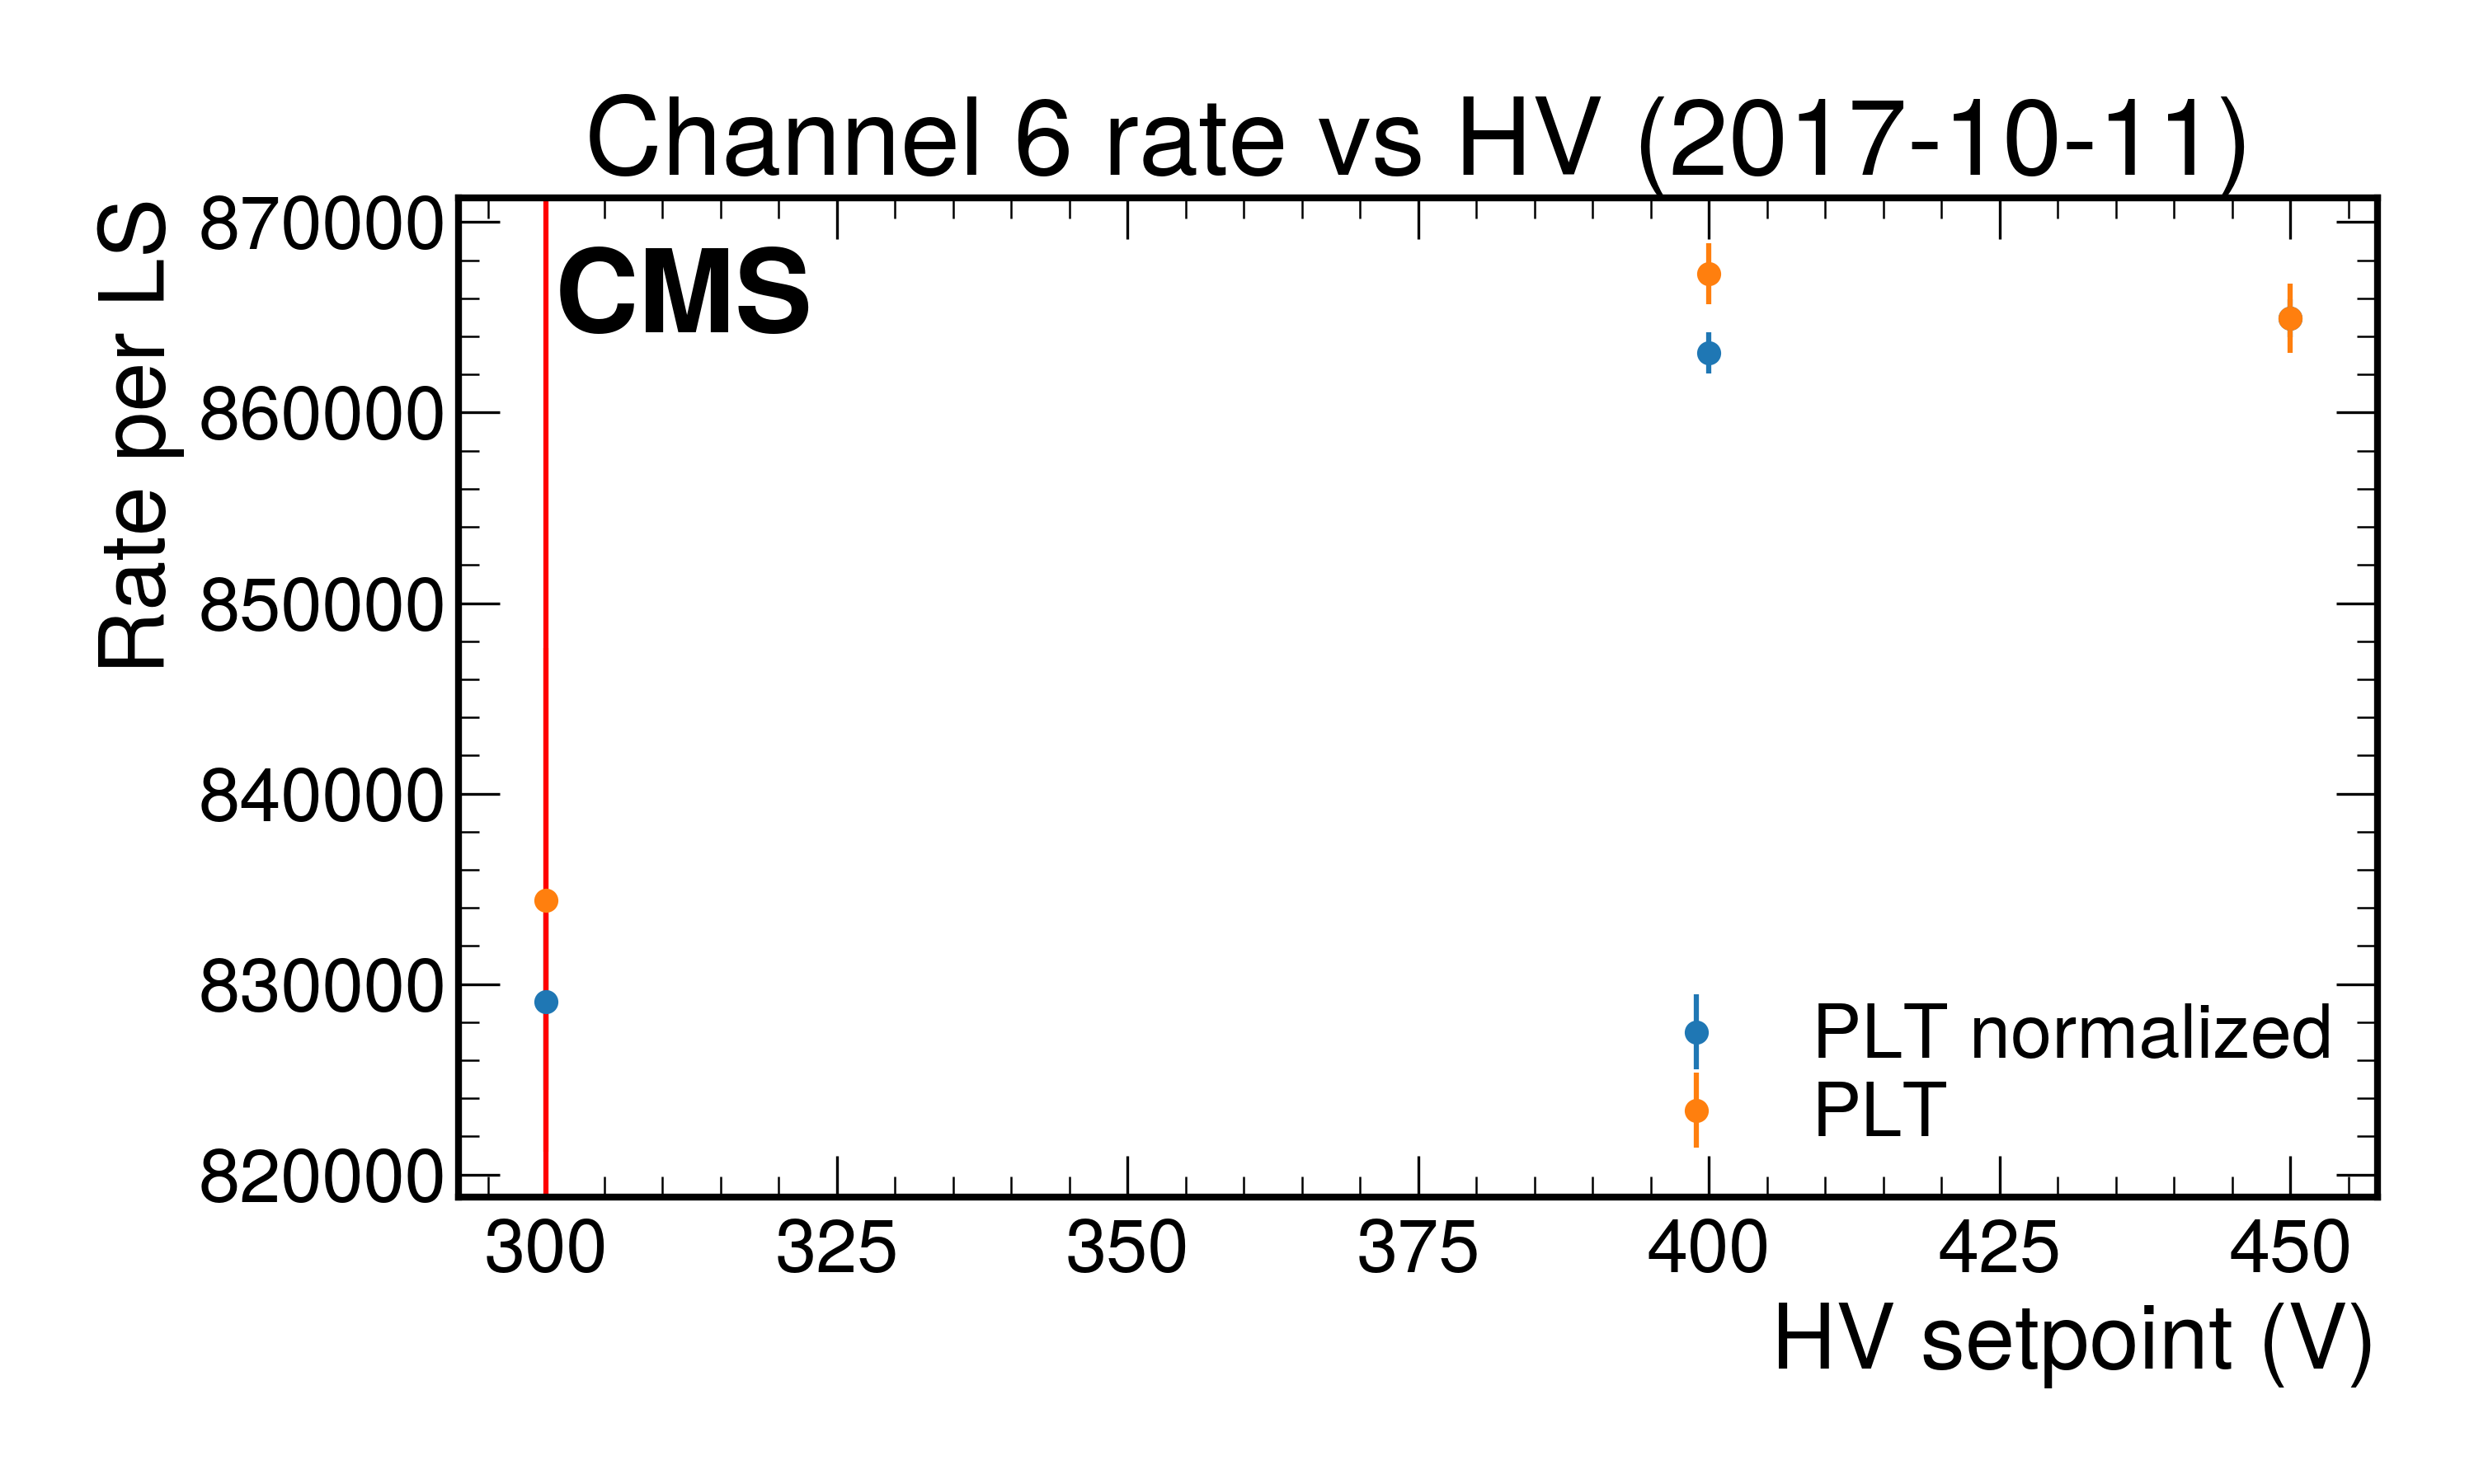 Channel 6 rate vs HV (2017-10-11)
CMS
Rate per LS
870000
860000
850000
840000
830000
820000
PLT normalized
PLT
300 325 350 375 400 425 450
HV setpoint (V)